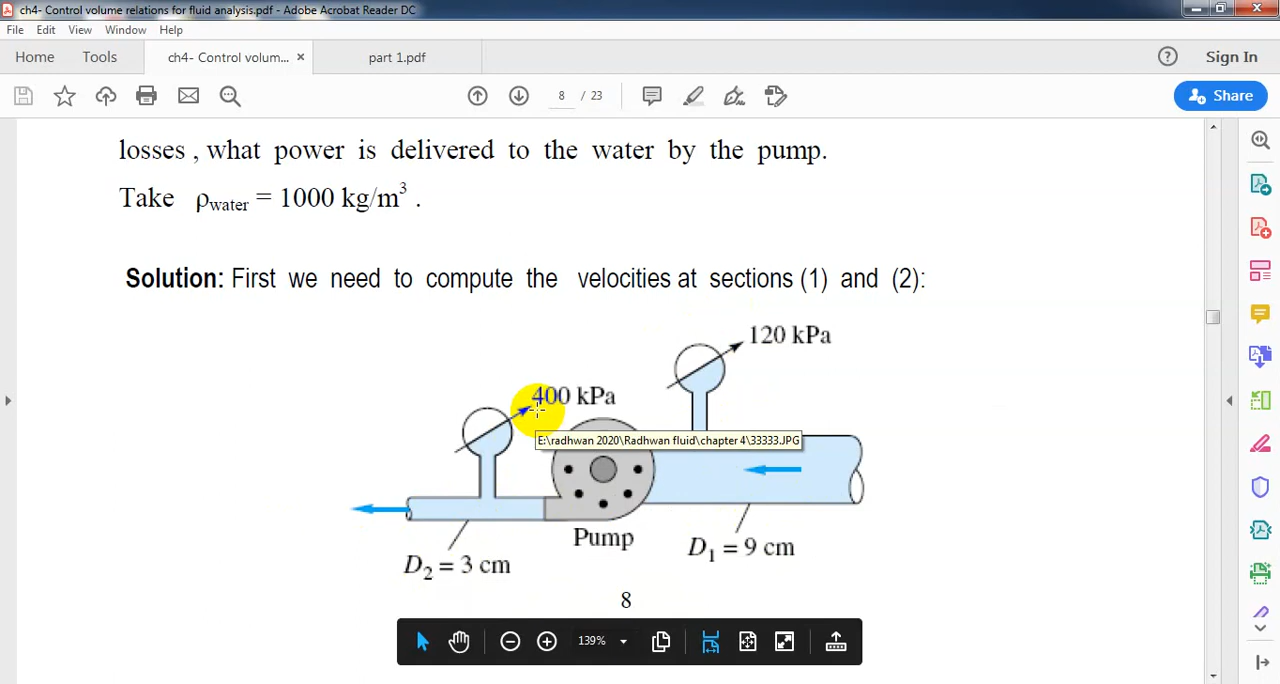 ch4- Control volume relations for fluid analysis.pdf - Adobe Acrobat Reader DC
File Edit View Window Help
Home Tools ch4- Control volum... × part 1.pdf Sign In
8 / 23 Share
losses , what power is delivered to the water by the pump.
Take ρwater = 1000 kg/m3 .
Solution: First we need to compute the velocities at sections (1) and (2):
120 kPa
400 kPa
E:\radhwan 2020\Radhwan fluid\chapter 4\33333.JPG
Pump
D1 = 9 cm
D2 = 3 cm
8
139%